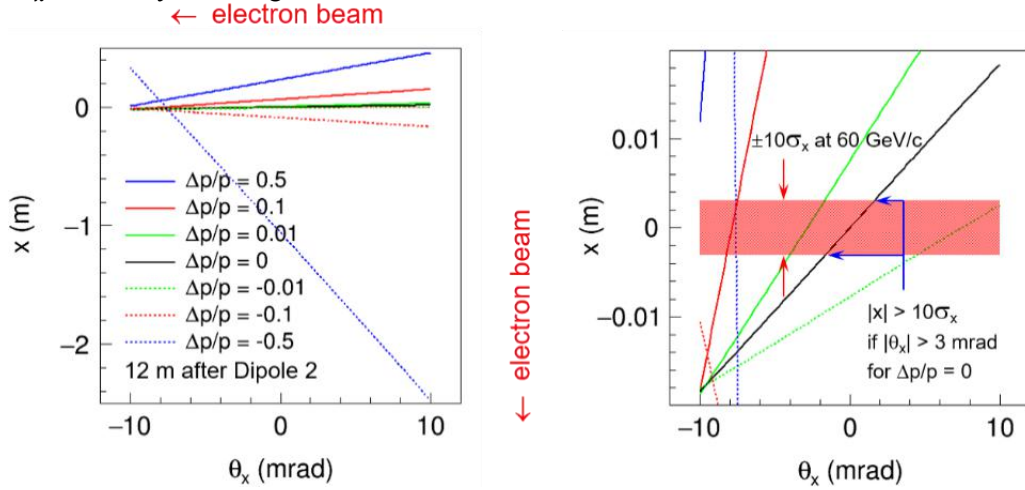 ← electron beam
0
−1
−2
x (m)
Δp/p = 0.5
Δp/p = 0.1
Δp/p = 0.01
Δp/p = 0
Δp/p = -0.01
Δp/p = -0.1
Δp/p = -0.5
12 m after Dipole 2
−10
0
10
θx (mrad)
← electron beam
0.01
0
−0.01
x (m)
±10σx at 60 GeV/c
|x| > 10σx
if |θx| > 3 mrad
for Δp/p = 0
−10
0
10
θx (mrad)